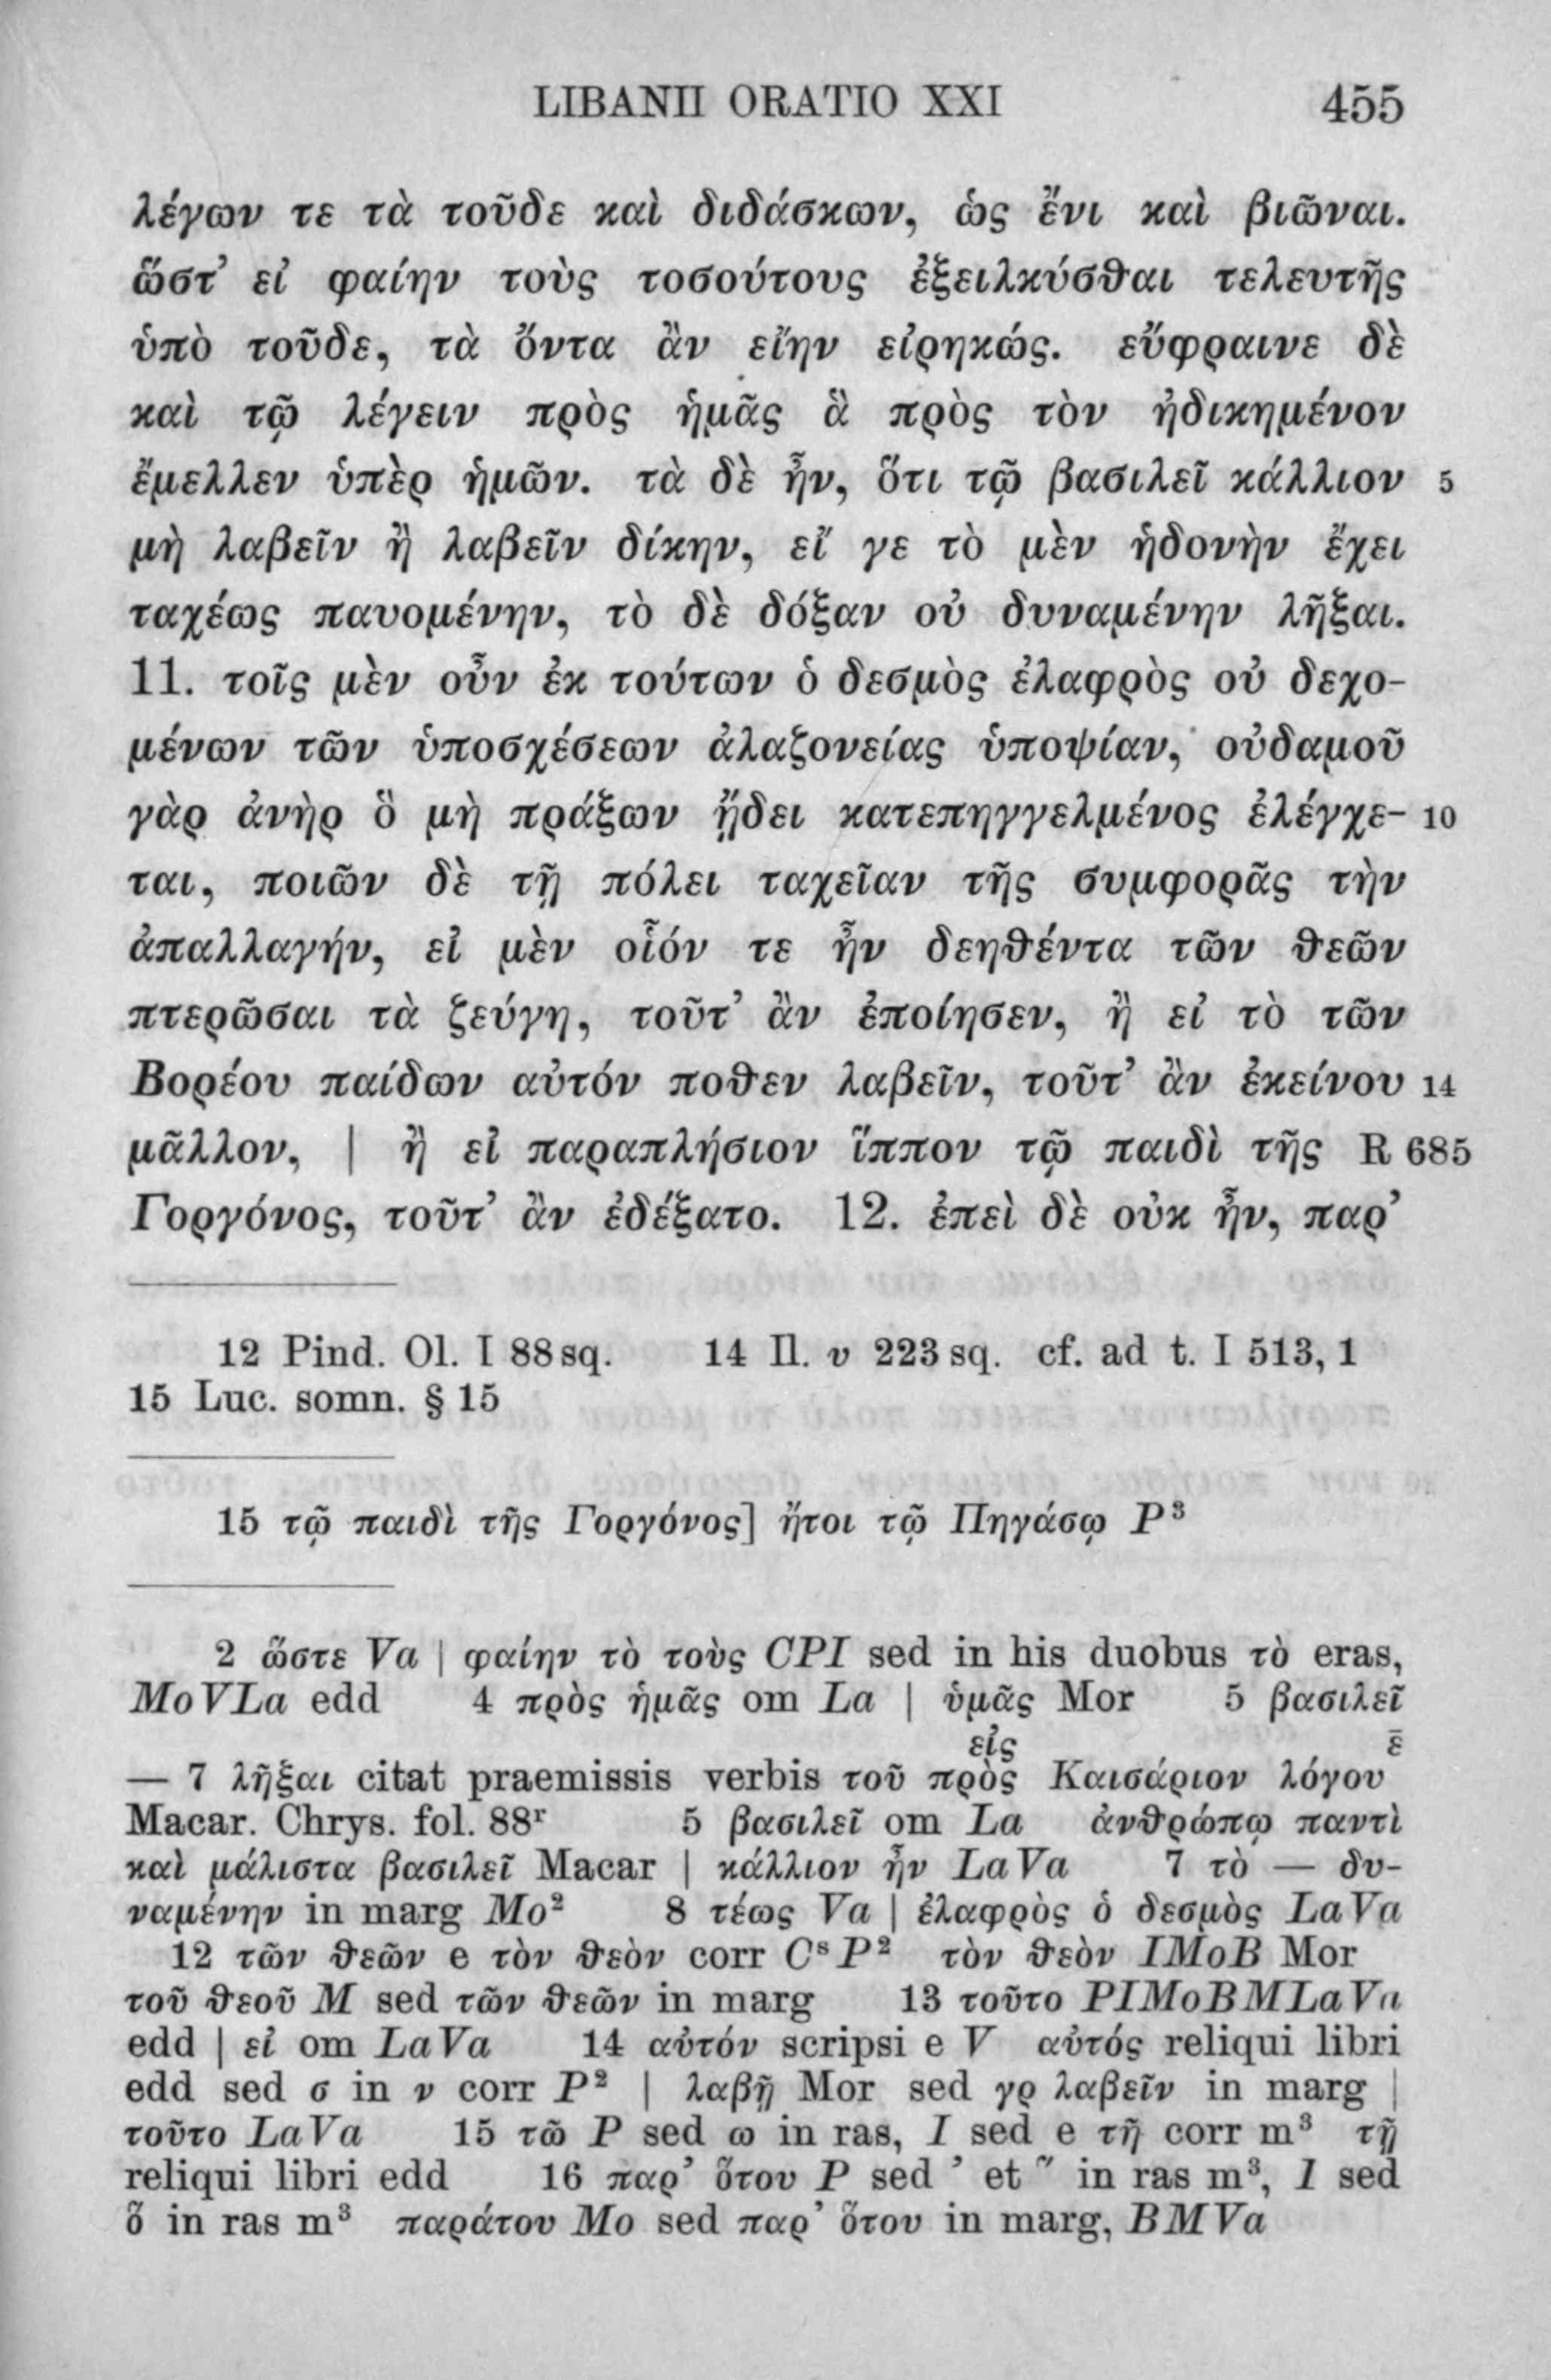 LIBANII ORATIO XXI 455
λέγων τε τὰ τοῦδε καὶ διδάσκων, ὡς ἔνι καὶ βιῶναι.
ὥστ’ εἰ φαίην τοὺς τοσούτους ἐξειλκύσθαι τελευτῆς
ὑπὸ τοῦδε, τὰ ὄντα ἂν εἴην εἰρηκώς. εὔφραινε δὲ
καὶ τῷ λέγειν πρὸς ἡμᾶς ἃ πρὸς τὸν ἠδικημένον
ἔμελλεν ὑπὲρ ἡμῶν. τὰ δὲ ἦν, ὅτι τῷ βασιλεῖ κάλλιον 5
μὴ λαβεῖν ἢ λαβεῖν δίκην, εἴ γε τὸ μὲν ἡδονὴν ἔχει
ταχέως παυομένην, τὸ δὲ δόξαν οὐ δυναμένην λῆξαι.
11. τοῖς μὲν οὖν ἐκ τούτων ὁ δεσμὸς ἐλαφρὸς οὐ δεχο-
μένων τῶν ὑποσχέσεων ἀλαζονείας ὑποψίαν, οὐδαμοῦ
γὰρ ἀνὴρ ὃ μὴ πράξων ᾔδει κατεπηγγελμένος ἐλέγχε- 10
ται, ποιῶν δὲ τῇ πόλει ταχεῖαν τῆς συμφορᾶς τὴν
ἀπαλλαγήν, εἰ μὲν οἷόν τε ἦν δεηθέντα τῶν θεῶν
πτερῶσαι τὰ ζεύγη, τοῦτ’ ἂν ἐποίησεν, ἢ εἰ τὸ τῶν
Βορέου παίδων αὐτόν ποθεν λαβεῖν, τοῦτ’ ἂν ἐκείνου 14
μᾶλλον, | ἢ εἰ παραπλήσιον ἵππον τῷ παιδὶ τῆς R 685
Γοργόνος, τοῦτ’ ἂν ἐδέξατο. 12. ἐπεὶ δὲ οὐκ ἦν, παρ’
12 Pind. Ol. I 88 sq. 14 Il. υ 223 sq. cf. ad t. I 513, 1
15 Luc. somn. § 15
15 τῷ παιδὶ τῆς Γοργόνος] ἤτοι τῷ Πηγάσῳ P³
2 ὥστε Va | φαίην τὸ τοὺς CPI sed in his duobus τὸ eras,
MoVLa edd 4 πρὸς ἡμᾶς om La | ὑμᾶς Mor 5 βασιλεῖ
εἰς ε̄
— 7 λῆξαι citat praemissis verbis τοῦ πρὸς Καισάριον λόγου
Macar. Chrys. fol. 88ʳ 5 βασιλεῖ om La ἀνθρώπῳ παντὶ
καὶ μάλιστα βασιλεῖ Macar | κάλλιον ἦν LaVa 7 τὸ — δυ-
ναμένην in marg Mo² 8 τέως Va | ἐλαφρὸς ὁ δεσμὸς LaVa
12 τῶν θεῶν e τὸν θεὸν corr Cˢ P² τὸν θεὸν IMoB Mor
τοῦ θεοῦ M sed τῶν θεῶν in marg 13 τοῦτο PIMoBMLaVa
edd | εἰ om LaVa 14 αὐτόν scripsi e V αὐτός reliqui libri
edd sed σ in ν corr P² | λαβῇ Mor sed γρ λαβεῖν in marg |
τοῦτο LaVa 15 τῶ P sed ω in ras, I sed e τῆ corr m³ τῇ
reliqui libri edd 16 παρ’ ὅτου P sed ’ et ῞ in ras m³, I sed
ὅ in ras m³ παράτου Mo sed παρ’ ὅτου in marg, BMVa